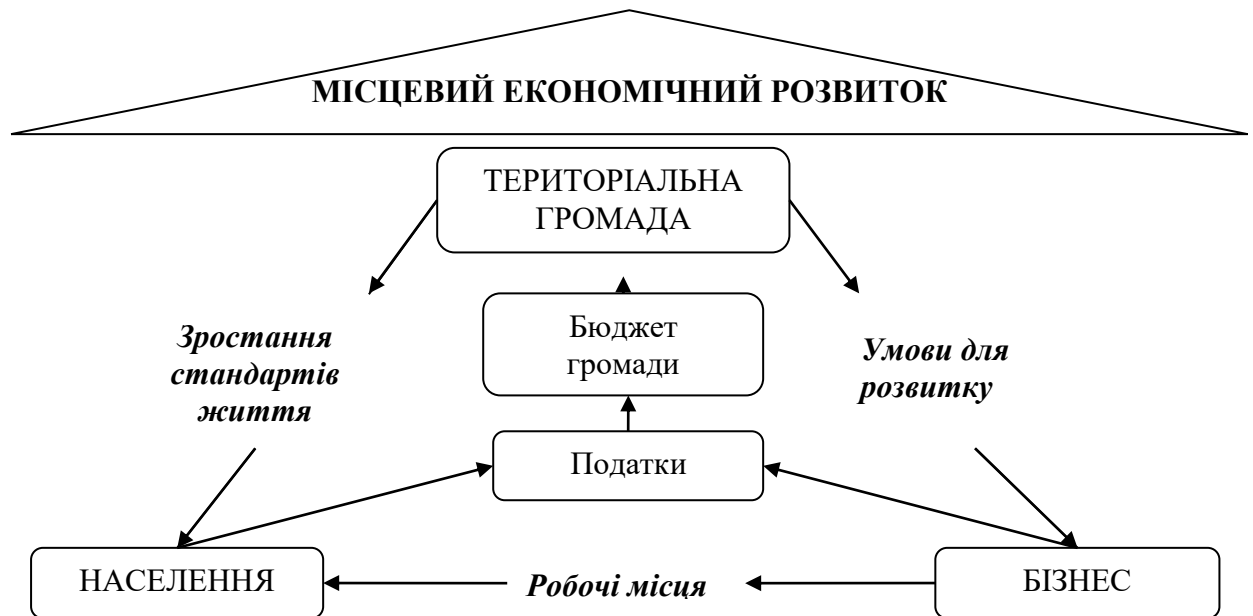 МІСЦЕВИЙ ЕКОНОМІЧНИЙ РОЗВИТОК
ТЕРИТОРІАЛЬНА
ГРОМАДА
Зростання
стандартів
життя
Бюджет
громади
Умови для
розвитку
Податки
НАСЕЛЕННЯ
Робочі місця
БІЗНЕС